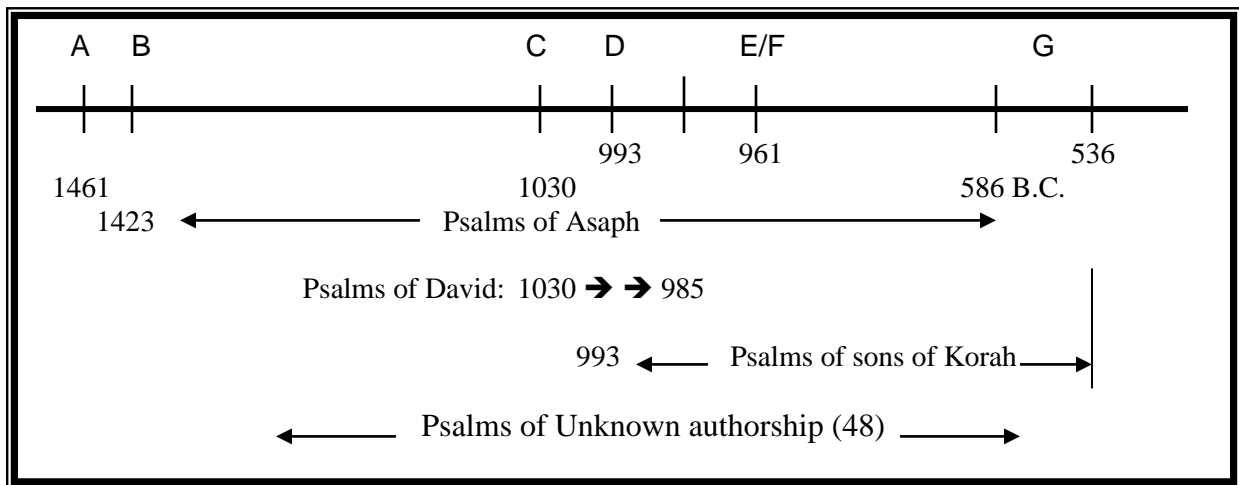 A B C D E/F G
993 961 536
1461 1030 586 B.C.
1423 Psalms of Asaph
Psalms of David: 1030 ➔ ➔ 985
993 Psalms of sons of Korah
Psalms of Unknown authorship (48)